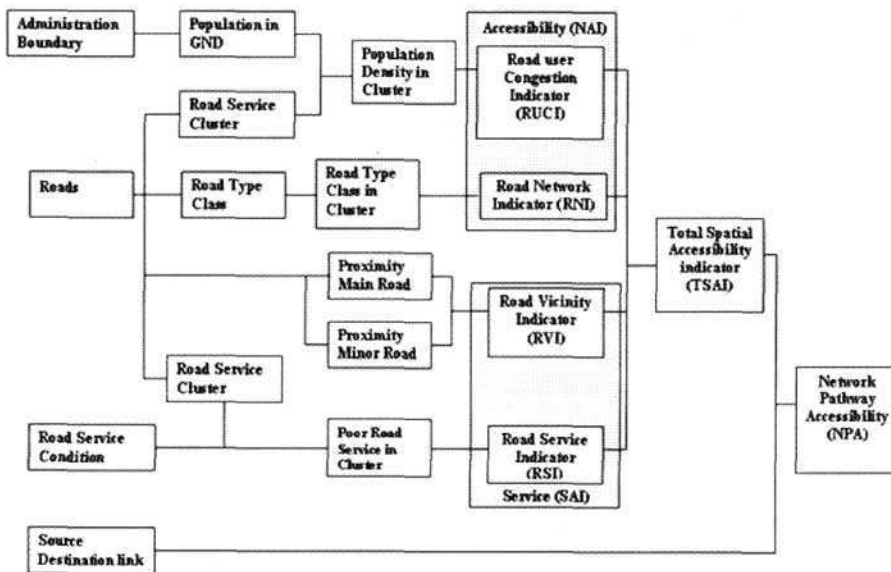 Administration
Boundary
Population in
GND
Population
Density in
Cluster
Accessibility (NAI)
Road user
Congestion
Indicator
(RUCI)
Road Service
Cluster
Roads
Road Type
Class
Road Type
Class in
Cluster
Road Network
Indicator (RNI)
Total Spatial
Accessibility
indicator
(TSAI)
Proximity
Main Road
Proximity
Minor Road
Road Vicinity
Indicator
(RVI)
Road Service
Cluster
Network
Pathway
Accessibility
(NPA)
Road Service
Condition
Poor Road
Service in
Cluster
Road Service
Indicator
(RSI)
Service (SAI)
Source
Destination link